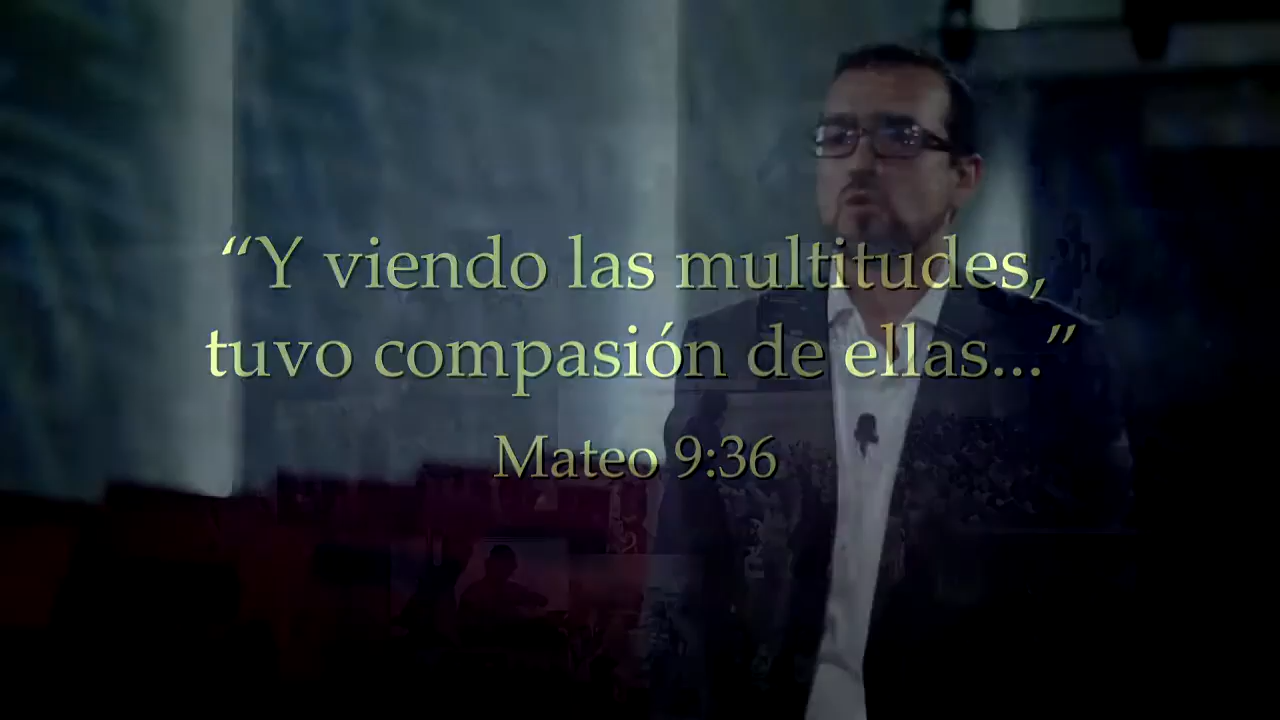 “Y viendo las multitudes,
tuvo compasión de ellas...”
Mateo 9:36